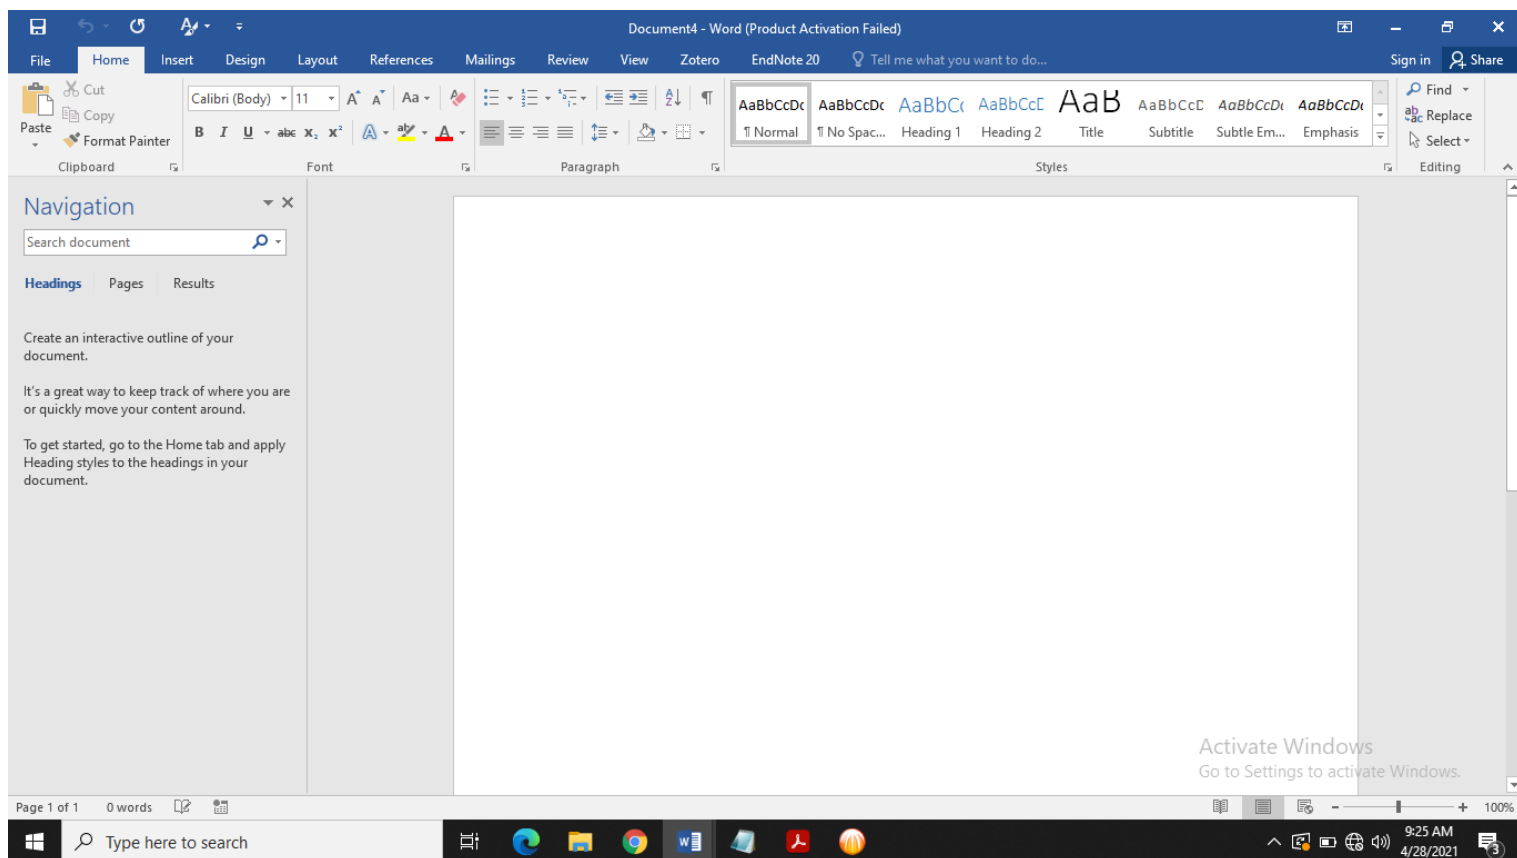 Document4 - Word (Product Activation Failed)
File Home Insert Design Layout References Mailings Review View Zotero EndNote 20 Tell me what you want to do... Sign in Share
Paste
Cut
Copy
Format Painter
Clipboard
Calibri (Body) 11
Aa
B I U abc X₂ X²
Font
Paragraph
AaBbCcDc AaBbCcDc AaBbCc AaBbCcD AaB AaBbCcD AaBbCcDc AaBbCcDc
¶ Normal ¶ No Spac... Heading 1 Heading 2 Title Subtitle Subtle Em... Emphasis
Styles
Find
Replace
Select
Editing
Navigation
Search document
Headings Pages Results
Create an interactive outline of your
document.
It's a great way to keep track of where you are
or quickly move your content around.
To get started, go to the Home tab and apply
Heading styles to the headings in your
document.
Activate Windows
Go to Settings to activate Windows.
Page 1 of 1 0 words 100%
Type here to search
9:25 AM
4/28/2021
3